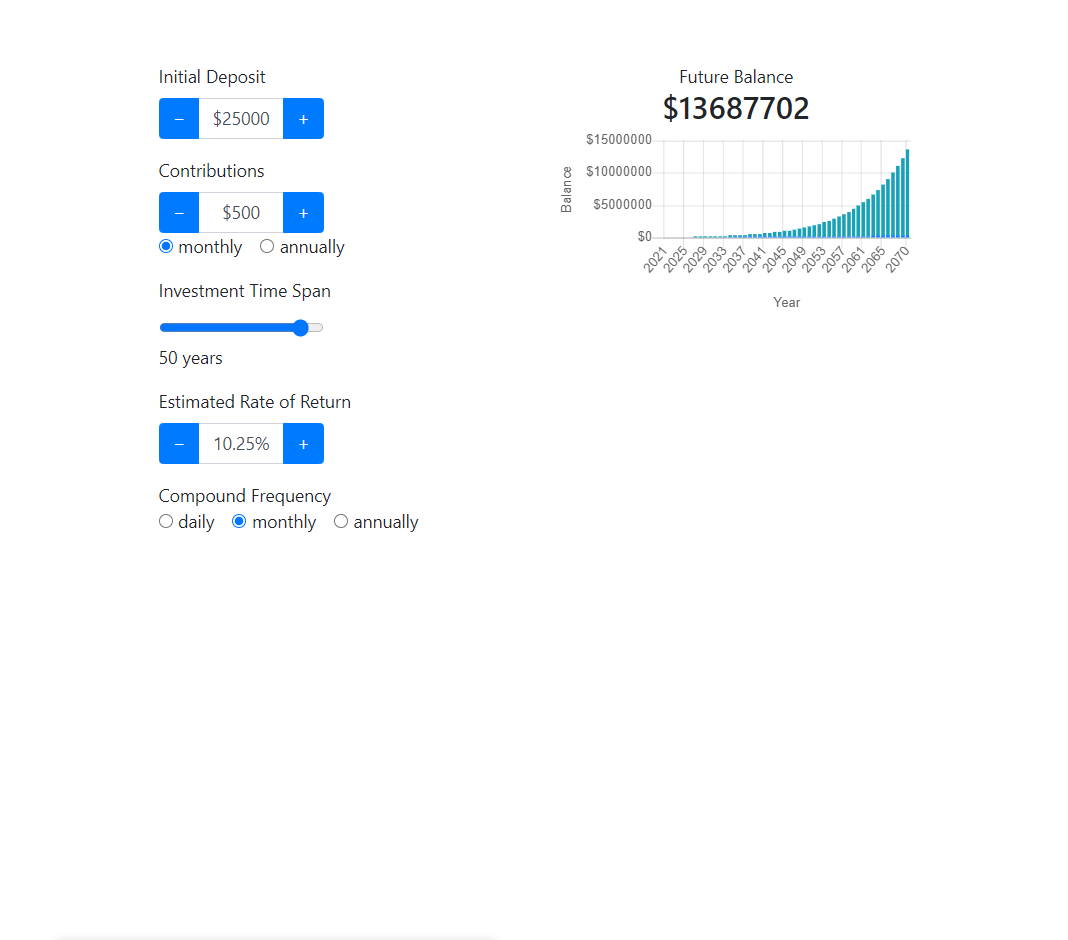 Initial Deposit
− $25000 +
Contributions
− $500 +
monthly annually
Investment Time Span
50 years
Estimated Rate of Return
− 10.25% +
Compound Frequency
daily monthly annually
Future Balance
$13687702
$15000000
$10000000
$5000000
$0
Balance
2021 2025 2029 2033 2037 2041 2045 2049 2053 2057 2061 2065 2070
Year